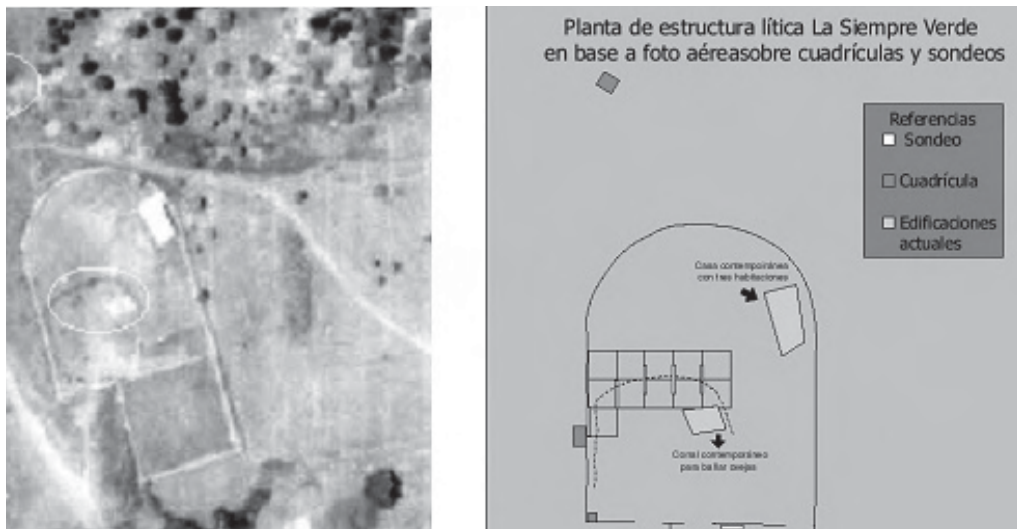 Planta de estructura lítica La Siempre Verde
en base a foto aéreasobre cuadrículas y sondeos
Referencias
Sondeo
Cuadrícula
Edificaciones
actuales
Casa contemporánea
con tres habitaciones
Corral contemporáneo
para bañar ovejas